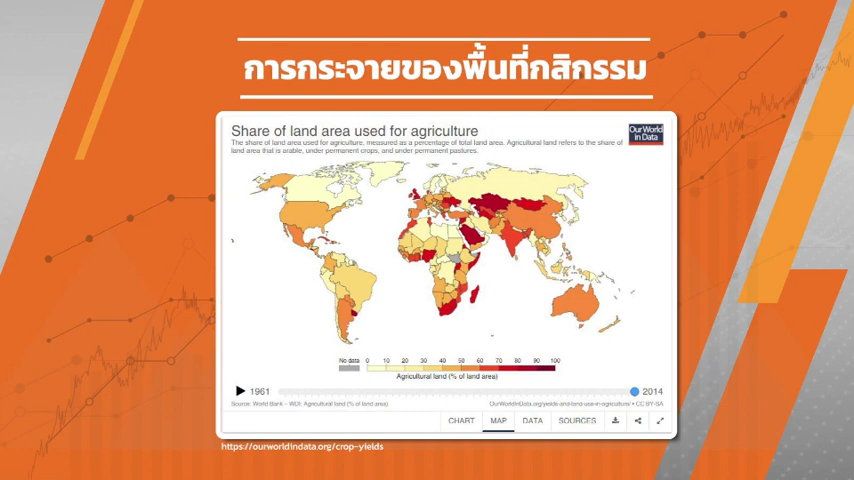 การกระจายของพื้นที่กสิกรรม
Share of land area used for agriculture
Our World
in Data
The share of land area used for agriculture, measured as a percentage of total land area. Agricultural land refers to the share of
land area that is arable, under permanent crops, and under permanent pastures.
No data 0 10 20 30 40 50 60 70 80 90 100
Agricultural land (% of land area)
1961 2014
Source: World Bank – WDI: Agricultural land (% of land area) OurWorldInData.org/yields-and-land-use-in-agriculture/ • CC BY-SA
CHART MAP DATA SOURCES
https://ourworldindata.org/crop-yields